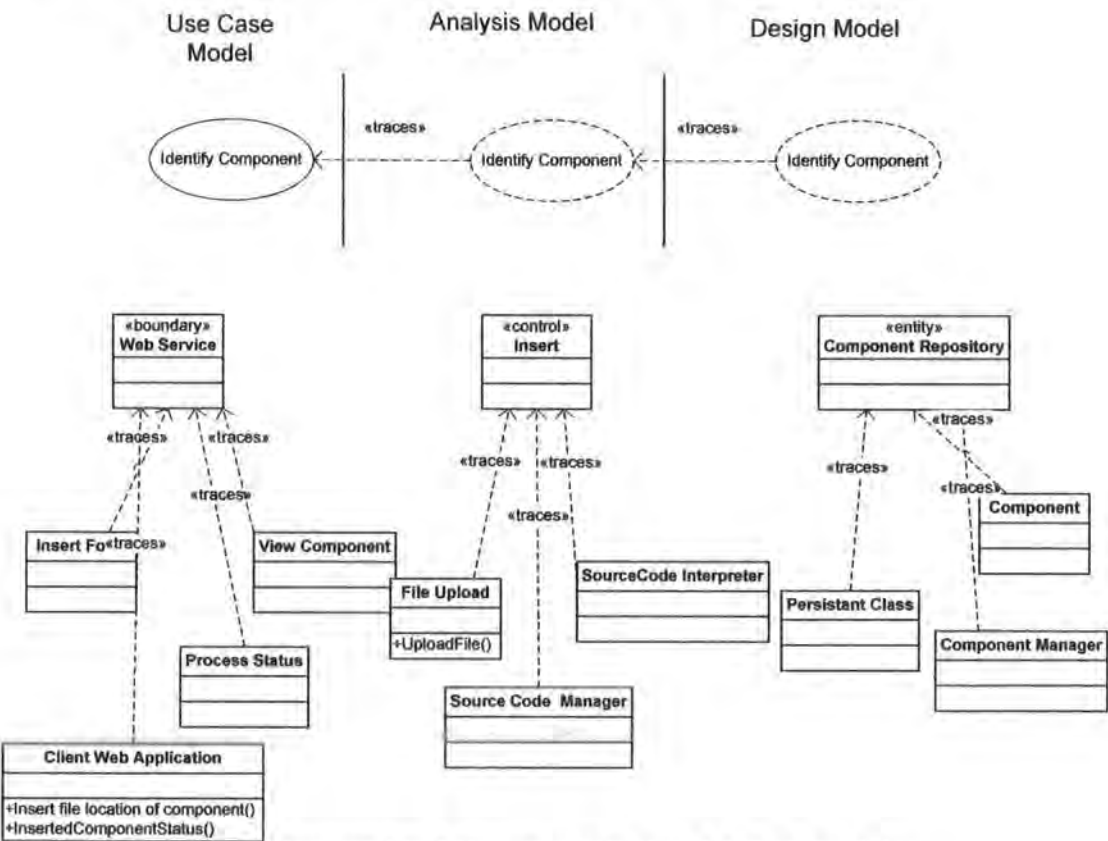 Use Case
Model
Analysis Model
Design Model
«traces»
«traces»
Identify Component
Identify Component
Identify Component
«boundary»
Web Service
«control»
Insert
«entity»
Component Repository
«traces»
«traces»
«traces»
«traces»
«traces»
«traces»
«traces»
«traces»
«traces»
«traces»
Insert Fo
View Component
File Upload
+UploadFile()
SourceCode Interpreter
Component
Persistant Class
Component Manager
Process Status
Source Code Manager
Client Web Application
+Insert file location of component()
+InsertedComponentStatus()